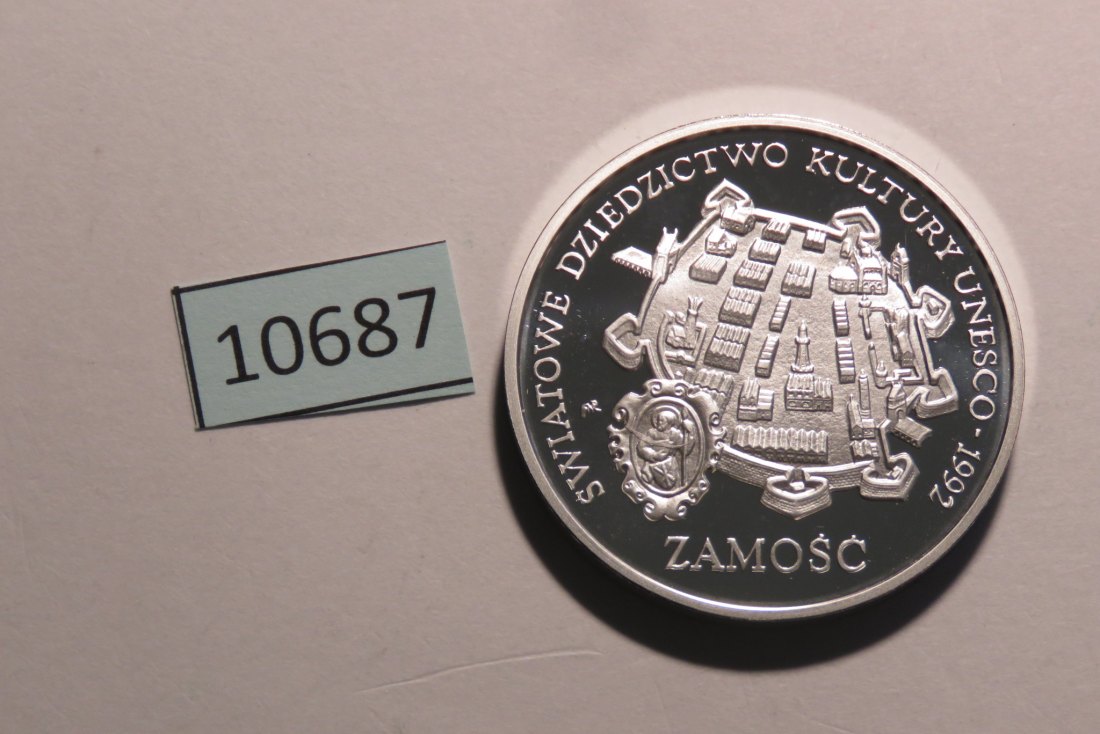 10687
ŚWIATOWE DZIEDZICTWO KULTURY UNESCO - 1992
ZAMOŚĆ